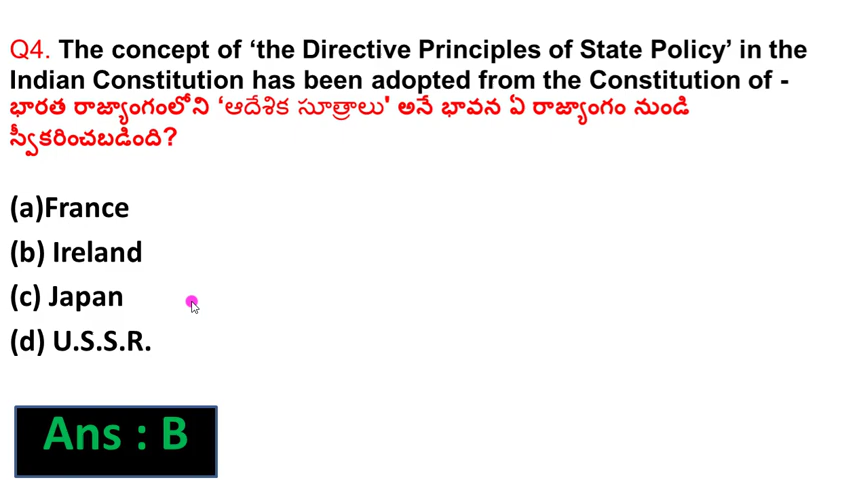 Q4. The concept of ‘the Directive Principles of State Policy’ in the
Indian Constitution has been adopted from the Constitution of -
భారత రాజ్యాంగంలోని ‘ఆదేశిక సూత్రాలు' అనే భావన ఏ రాజ్యాంగం నుండి
స్వీకరించబడింది?
(a)France
(b) Ireland
(c) Japan
(d) U.S.S.R.
Ans : B